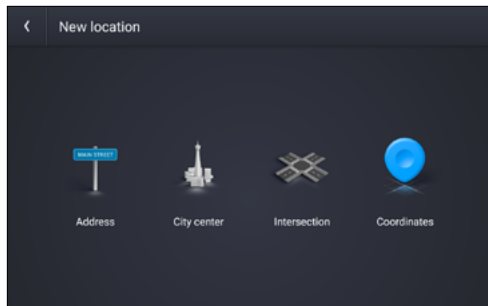 New location
MAIN STREET
Address
City center
Intersection
Coordinates